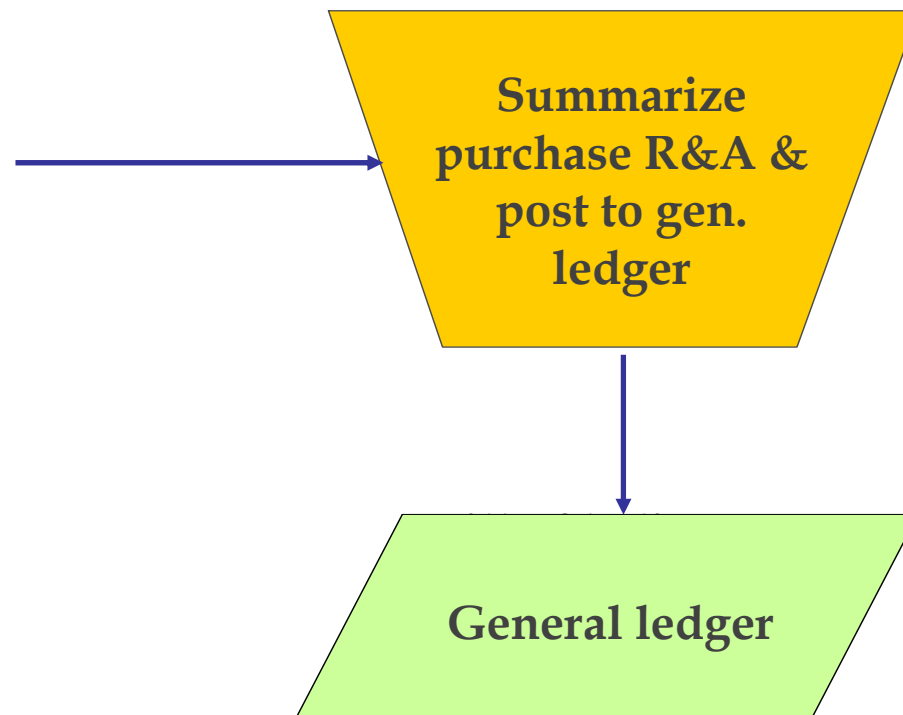 Summarize
purchase R&A &
post to gen.
ledger
General ledger